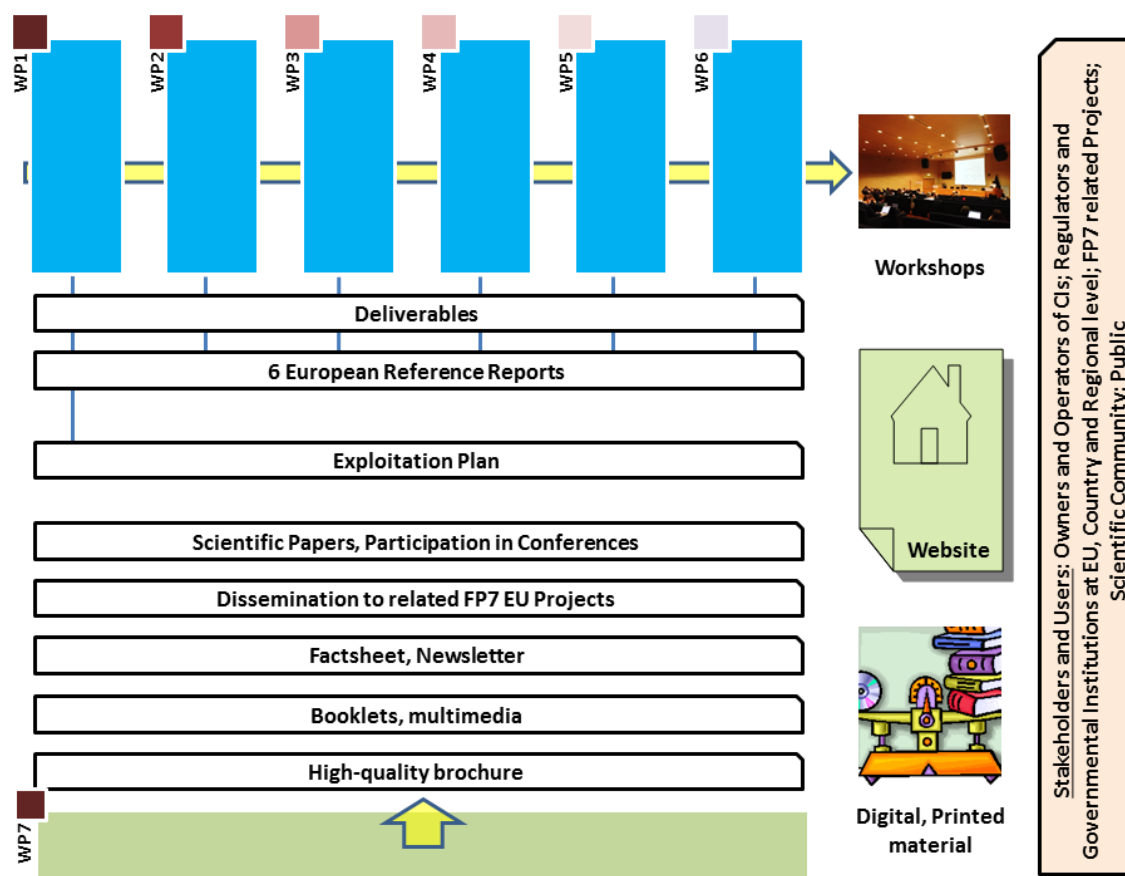 WP1
WP2
WP3
WP4
WP5
WP6
Workshops
Deliverables
6 European Reference Reports
Exploitation Plan
Scientific Papers, Participation in Conferences
Website
Dissemination to related FP7 EU Projects
Factsheet, Newsletter
Booklets, multimedia
High-quality brochure
Digital, Printed
material
WP7
Stakeholders and Users: Owners and Operators of CIs; Regulators and
Governmental Institutions at EU, Country and Regional level; FP7 related Projects;
Scientific Community; Public